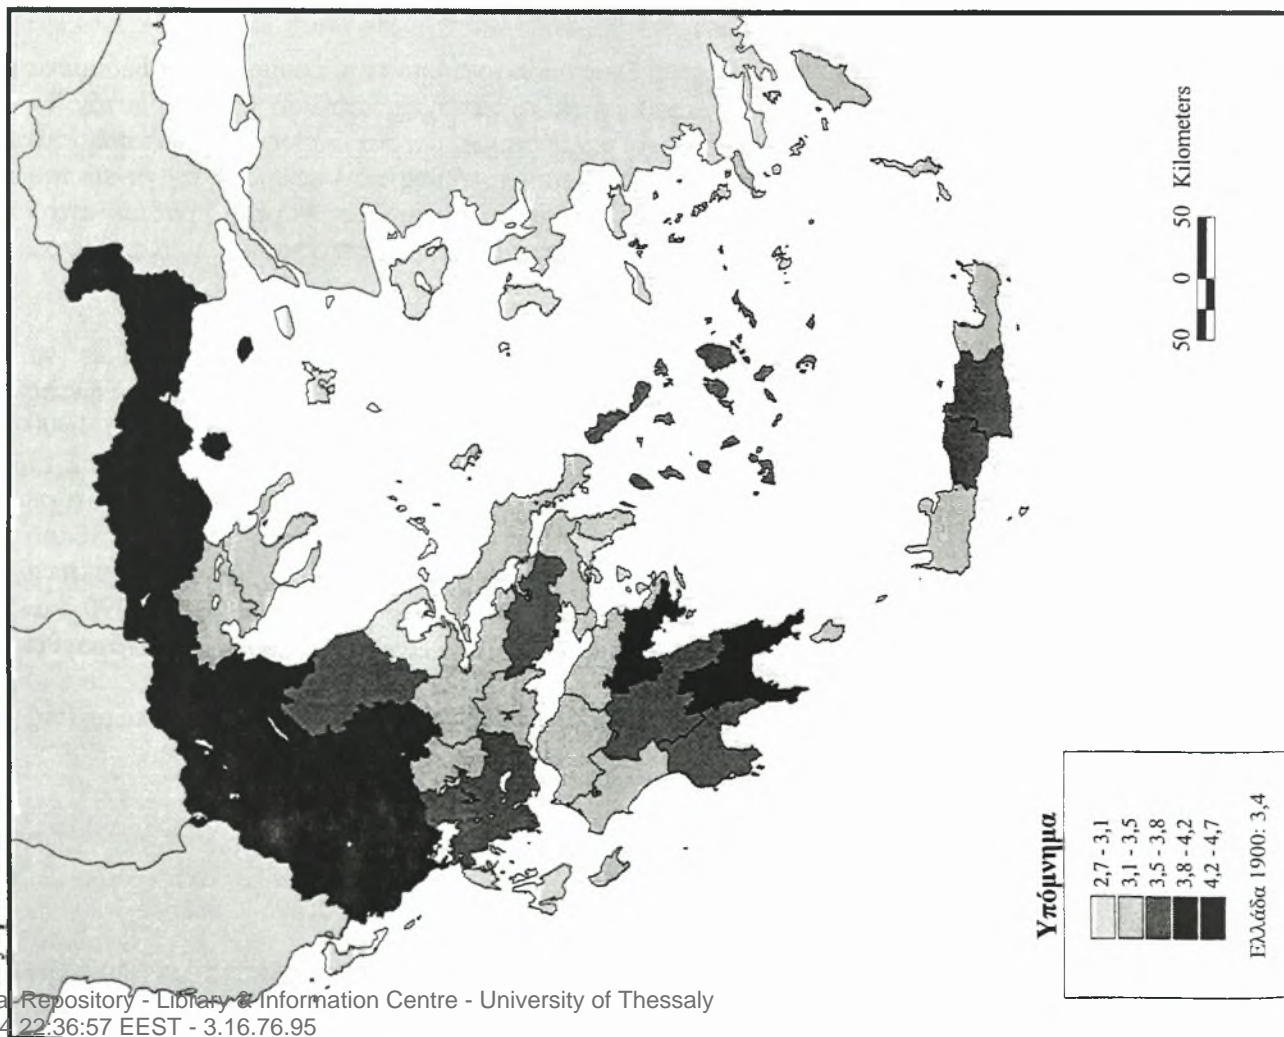 50 0 50 Kilometers
Υπόμνημα
2,7 - 3,1
3,1 - 3,5
3,5 - 3,8
3,8 - 4,2
4,2 - 4,7
Ελλάδα 1900: 3,4
Repository - Library & Information Centre - University of Thessaly
22:36:57 EEST - 3.16.76.95